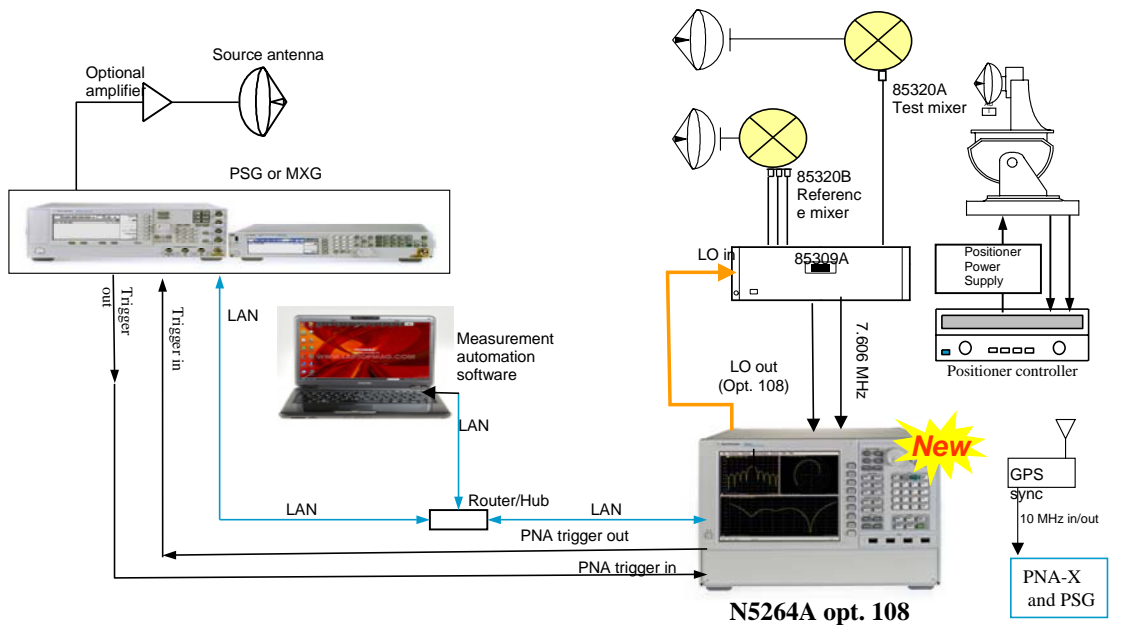 Source antenna
Optional
amplifier
PSG or MXG
85320A
Test mixer
85320B
Referenc
e mixer
LO in
85309A
Positioner
Power
Supply
Positioner controller
Trigger
out
Trigger in
LAN
Measurement
automation
software
LO out
(Opt. 108)
7.606 MHz
LAN
New
GPS
sync
10 MHz in/out
Router/Hub
LAN
LAN
PNA trigger out
PNA trigger in
PNA-X
and PSG
N5264A opt. 108